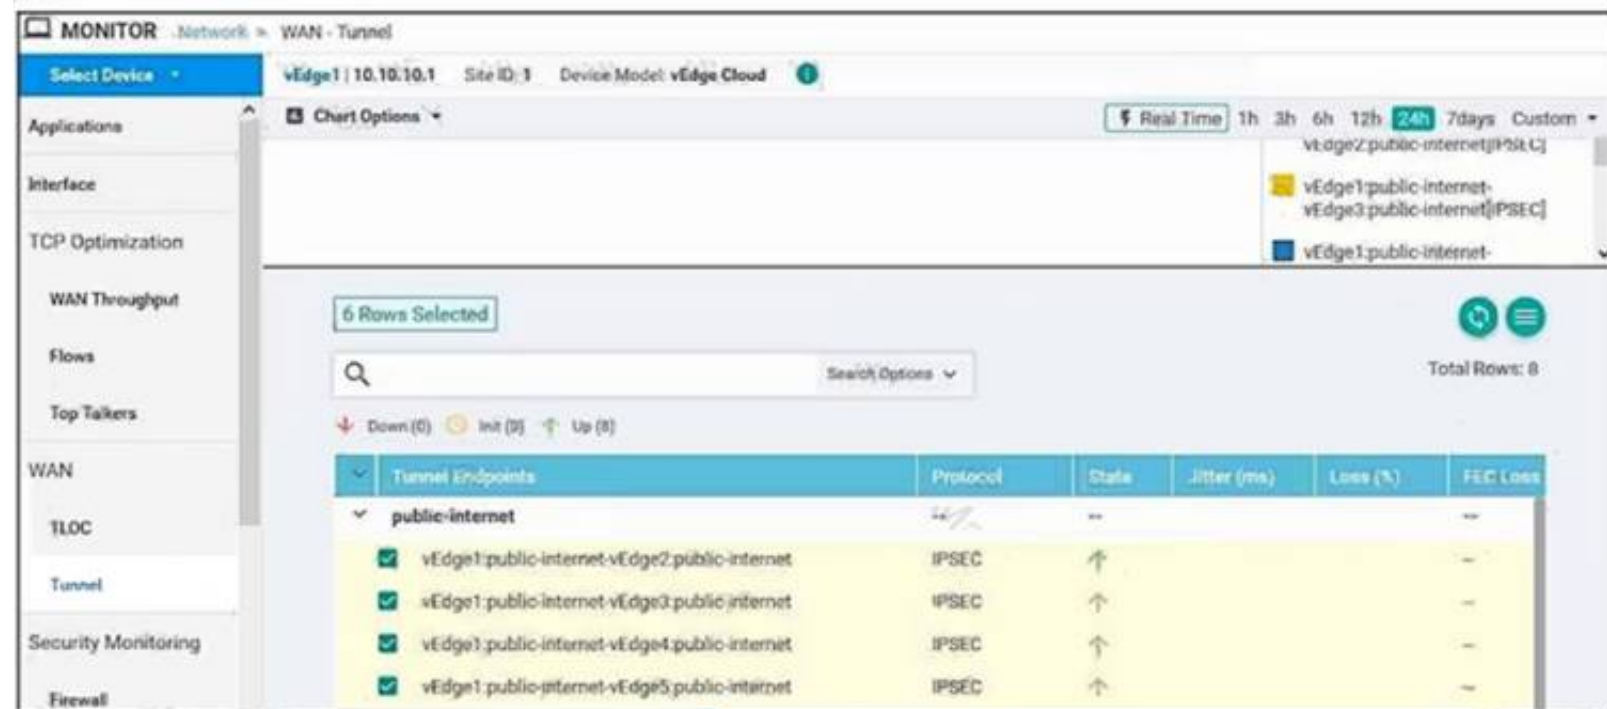 MONITOR Network > WAN - Tunnel
Select Device
vEdge1 | 10.10.10.1 Site ID: 1 Device Model: vEdge Cloud
Chart Options
Real Time 1h 3h 6h 12h 24h 7days Custom
Applications
Interface
TCP Optimization
WAN Throughput
Flows
Top Talkers
WAN
TLOC
Tunnel
Security Monitoring
Firewall
vEdge2:public-internet[IPSEC]
vEdge1:public-internet-
vEdge3:public-internet[IPSEC]
vEdge1:public-internet-
6 Rows Selected
Search Options
Total Rows: 8
Down (0) Init (0) Up (8)
Tunnel Endpoints Protocol State Jitter (ms) Loss (%) FEC Loss
public-internet -- -- --
vEdge1:public-internet-vEdge2:public-internet IPSEC --
vEdge1:public-internet-vEdge3:public-internet IPSEC --
vEdge1:public-internet-vEdge4:public-internet IPSEC --
vEdge1:public-internet-vEdge5:public-internet IPSEC --